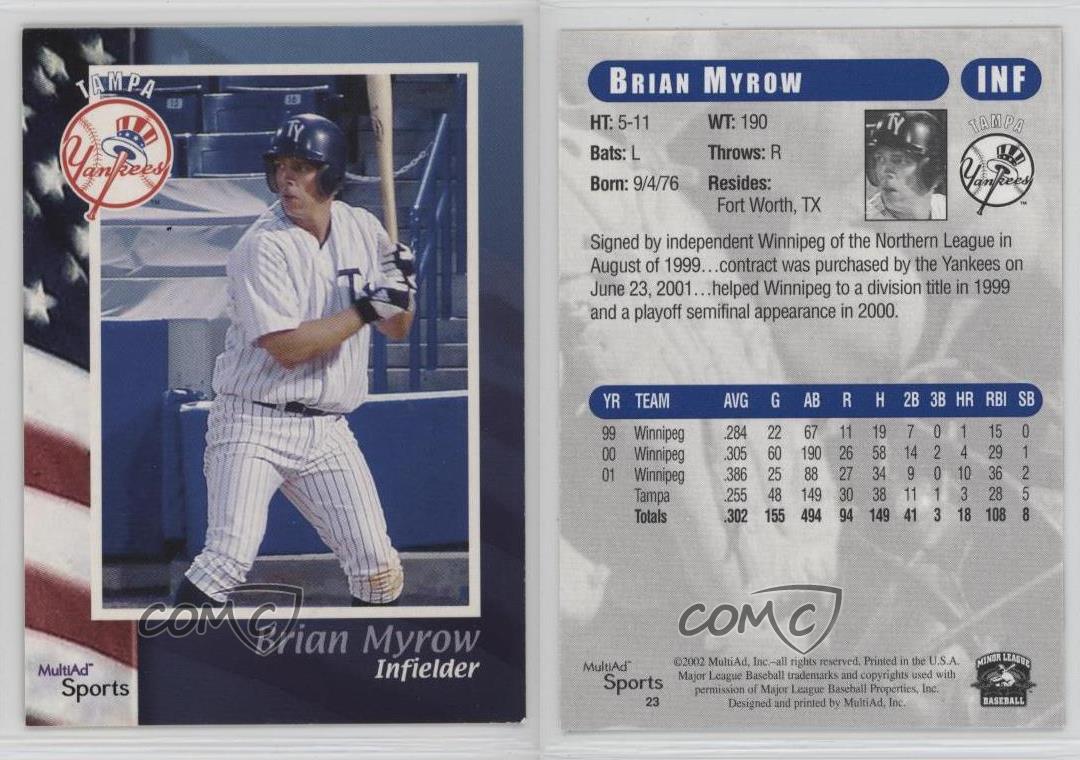 TAMPA
Yankees
15
16
TY
T
COMC
Brian Myrow
Infielder
MultiAd™
Sports
BRIAN MYROW INF
HT: 5-11 WT: 190
Bats: L Throws: R
Born: 9/4/76 Resides:
Fort Worth, TX
TAMPA
Yankees
TY
Signed by independent Winnipeg of the Northern League in
August of 1999...contract was purchased by the Yankees on
June 23, 2001...helped Winnipeg to a division title in 1999
and a playoff semifinal appearance in 2000.
YR TEAM AVG G AB R H 2B 3B HR RBI SB
99 Winnipeg .284 22 67 11 19 7 0 1 15 0
00 Winnipeg .305 60 190 26 58 14 2 4 29 1
01 Winnipeg .386 25 88 27 34 9 0 10 36 2
Tampa .255 48 149 30 38 11 1 3 28 5
Totals .302 155 494 94 149 41 3 18 108 8
COMC
MultiAd™
Sports
23
©2002 MultiAd, Inc.–all rights reserved. Printed in the U.S.A.
Major League Baseball trademarks and copyrights used with
permission of Major League Baseball Properties, Inc.
Designed and printed by MultiAd, Inc.
MINOR LEAGUE
BASEBALL